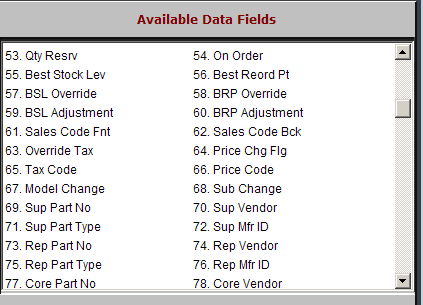 Available Data Fields
53. Qty Resrv 54. On Order
55. Best Stock Lev 56. Best Reord Pt
57. BSL Override 58. BRP Override
59. BSL Adjustment 60. BRP Adjustment
61. Sales Code Fnt 62. Sales Code Bck
63. Override Tax 64. Price Chg Flg
65. Tax Code 66. Price Code
67. Model Change 68. Sub Change
69. Sup Part No 70. Sup Vendor
71. Sup Part Type 72. Sup Mfr ID
73. Rep Part No 74. Rep Vendor
75. Rep Part Type 76. Rep Mfr ID
77. Core Part No 78. Core Vendor